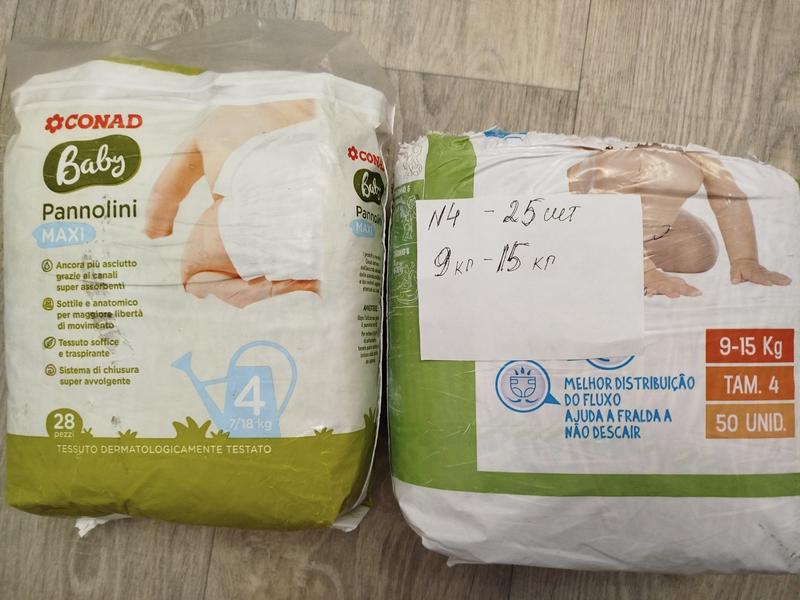 CONAD
Baby
Pannolini
MAXI
Ancora più asciutto
grazie ai canali
super assorbenti
Sottile e anatomico
per maggiore libertà
di movimento
Tessuto soffice
e traspirante
Sistema di chiusura
super avvolgente
4
7/18 kg
28
pezzi
TESSUTO DERMATOLOGICAMENTE TESTATO
CONAD
Baby
Pannolini
MAXI
N4 - 25 шт
9 кг - 15 кг
MELHOR DISTRIBUIÇÃO
DO FLUXO
AJUDA A FRALDA A
NÃO DESCAIR
9-15 Kg
TAM. 4
50 UNID.